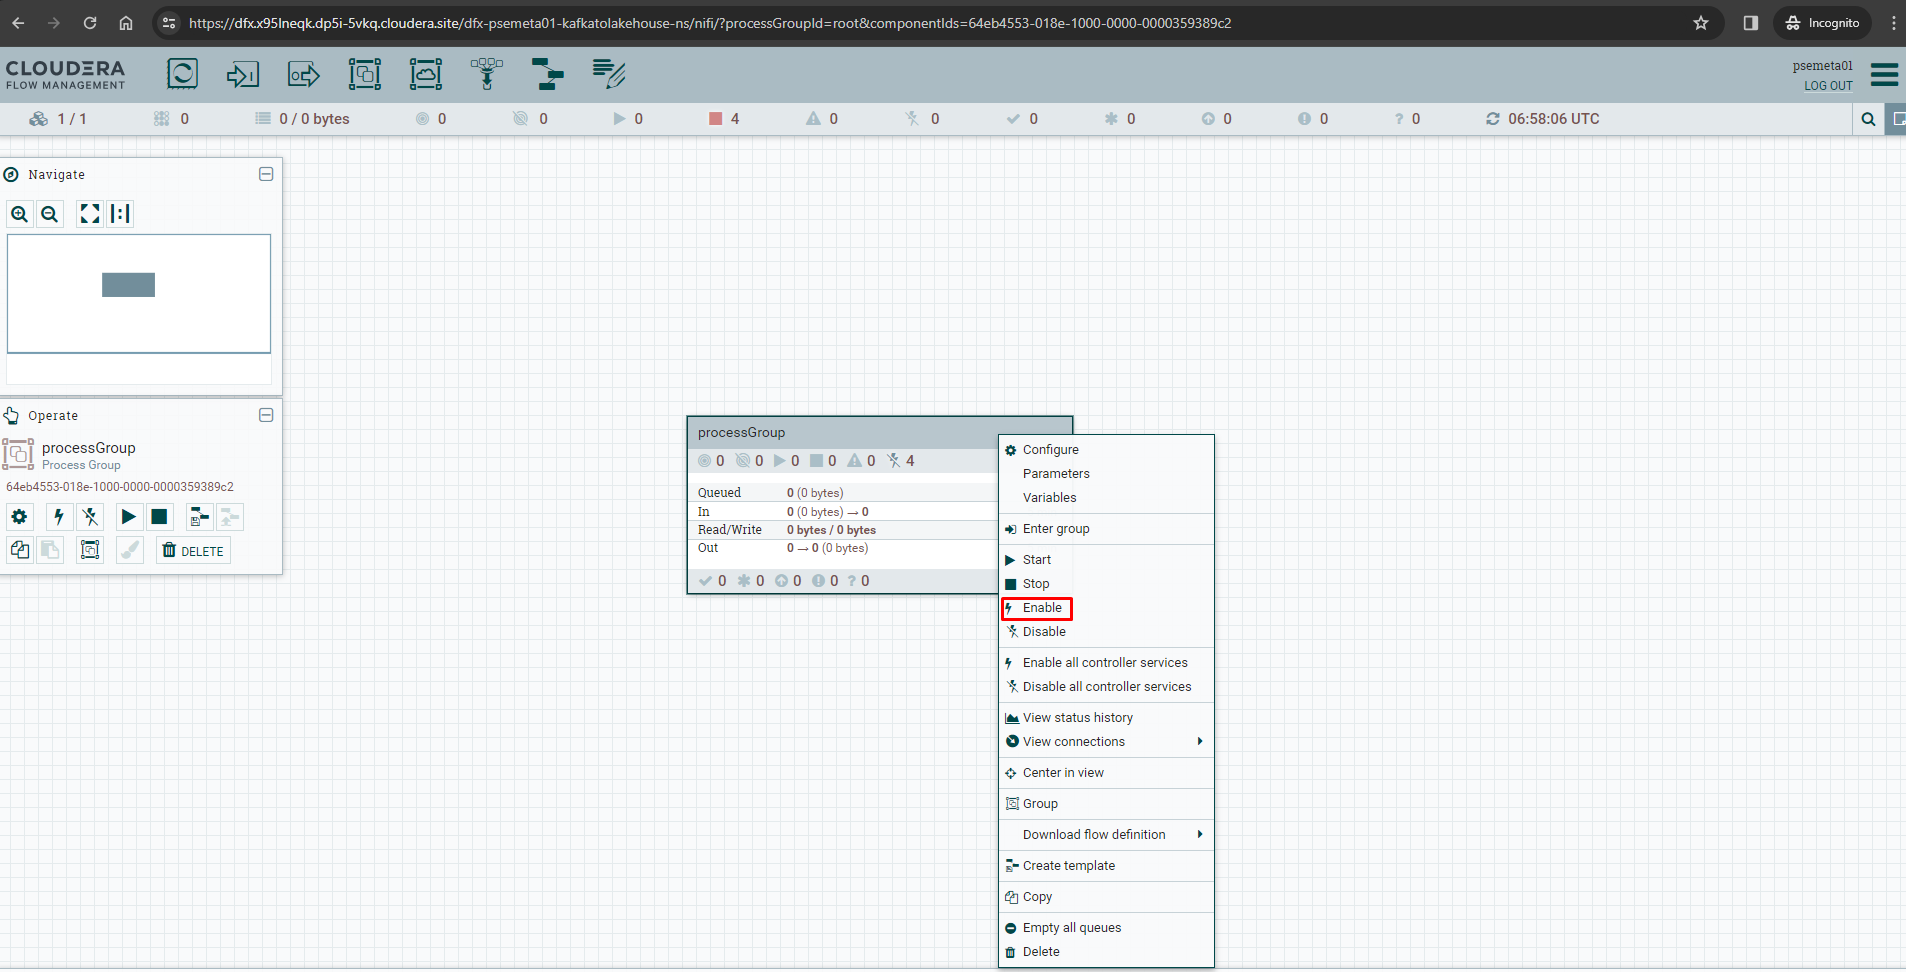 https://dfx.x95lneqk.dp5i-5vkq.cloudera.site/dfx-psemeta01-kafkatolakehouse-ns/nifi/?processGroupId=root&componentIds=64eb4553-018e-1000-0000-0000359389c2
Incognito
CLOUDERA
FLOW MANAGEMENT
psemeta01
LOG OUT
1 / 1
0
0 / 0 bytes
0
0
0
4
0
0
0
0
0
0
? 0
06:58:06 UTC
Navigate
Operate
processGroup
Process Group
64eb4553-018e-1000-0000-0000359389c2
DELETE
processGroup
0 0 0 0 0 4
Queued 0 (0 bytes)
In 0 (0 bytes) → 0
Read/Write 0 bytes / 0 bytes
Out 0 → 0 (0 bytes)
0 0 0 0 ? 0
Configure
Parameters
Variables
Enter group
Start
Stop
Enable
Disable
Enable all controller services
Disable all controller services
View status history
View connections
Center in view
Group
Download flow definition
Create template
Copy
Empty all queues
Delete